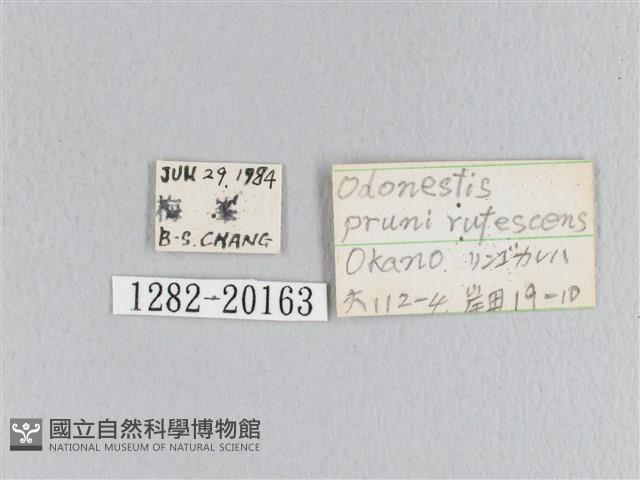 JUN 29. 1984
梅 峯
B-S. CHANG
1282-20163
Odonestis
pruni rufescens
Okano リンゴカレハ
大112-4 岸田19-10
國立自然科學博物館
NATIONAL MUSEUM OF NATURAL SCIENCE